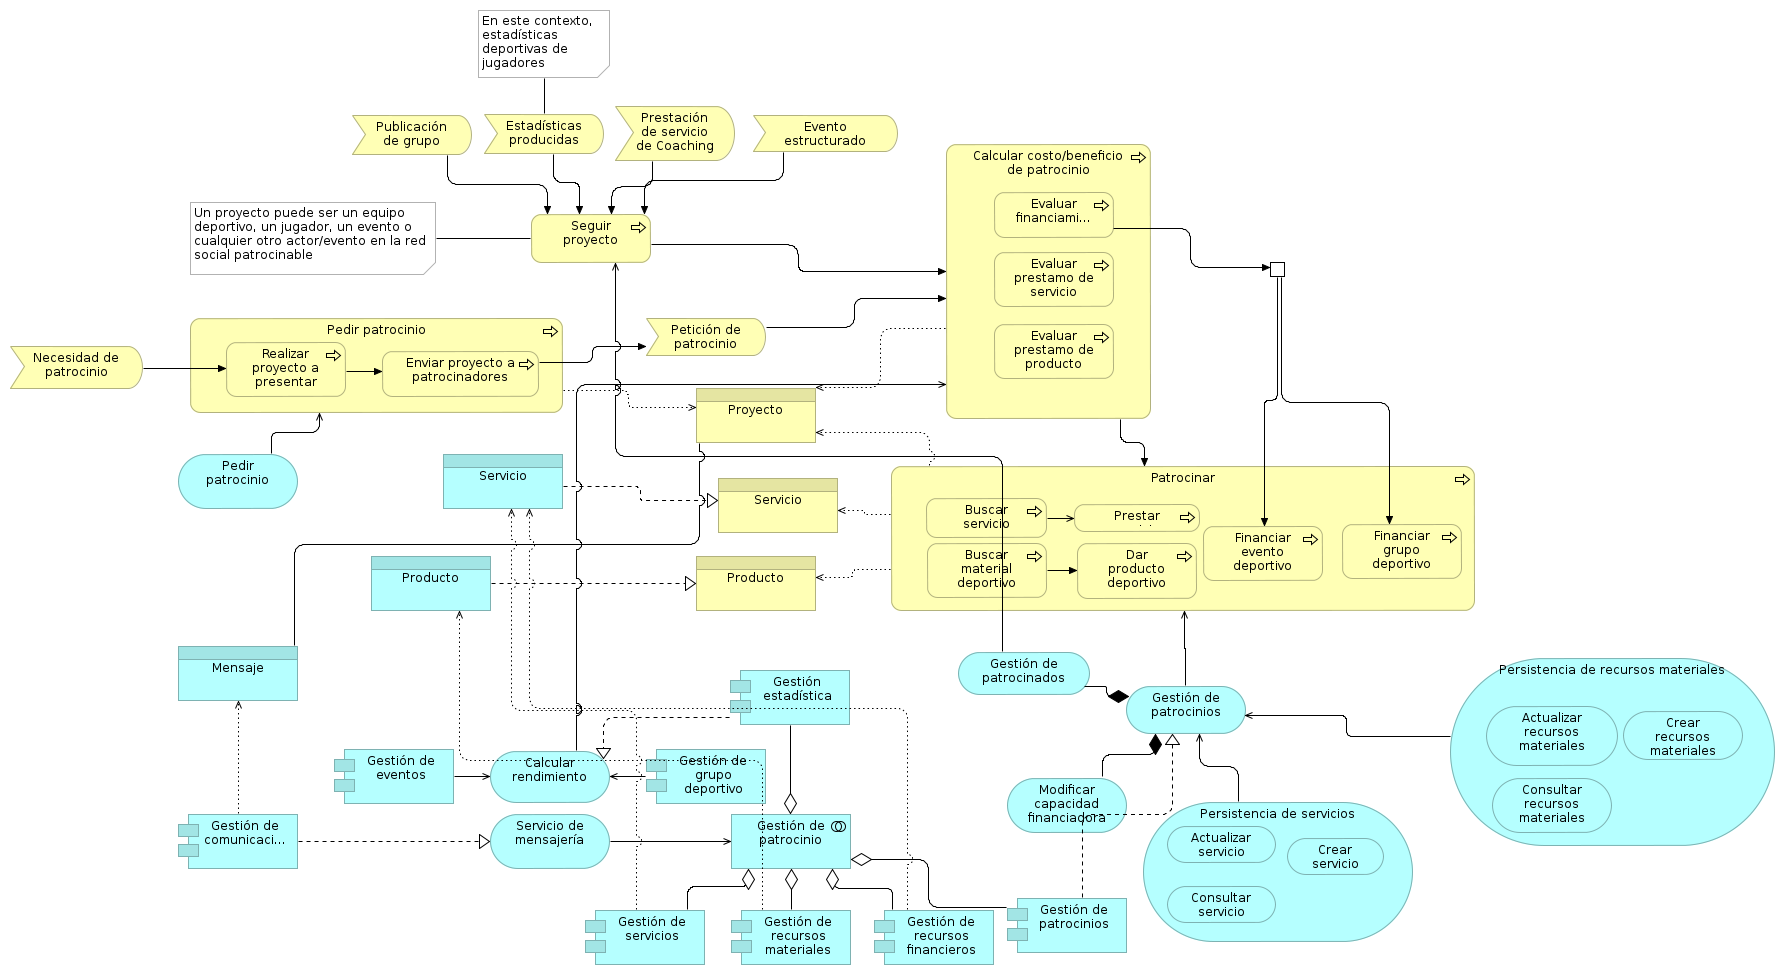 En este contexto,
estadísticas
deportivas de
jugadores
Publicación
de grupo
Estadísticas
producidas
Prestación
de servicio
de Coaching
Evento
estructurado
Un proyecto puede ser un equipo
deportivo, un jugador, un evento o
cualquier otro actor/evento en la red
social patrocinable
Seguir
proyecto
Calcular costo/beneficio
de patrocinio
Evaluar
financiami...
Evaluar
prestamo de
servicio
Evaluar
prestamo de
producto
Necesidad de
patrocinio
Pedir patrocinio
Realizar
proyecto a
presentar
Enviar proyecto a
patrocinadores
Petición de
patrocinio
Proyecto
Pedir
patrocinio
Servicio
Servicio
Producto
Producto
Patrocinar
Buscar
servicio
Prestar
Buscar
material
deportivo
Dar
producto
deportivo
Financiar
evento
deportivo
Financiar
grupo
deportivo
Mensaje
Gestión
estadística
Gestión de
patrocinados
Gestión de
patrocinios
Persistencia de recursos materiales
Actualizar
recursos
materiales
Crear
recursos
materiales
Consultar
recursos
materiales
Gestión de
eventos
Calcular
rendimiento
Gestión de
grupo
deportivo
Modificar
capacidad
financiadora
Persistencia de servicios
Actualizar
servicio
Crear
servicio
Consultar
servicio
Gestión de
comunicaci...
Servicio de
mensajería
Gestión de
patrocinio
Gestión de
servicios
Gestión de
recursos
materiales
Gestión de
recursos
financieros
Gestión de
patrocinios